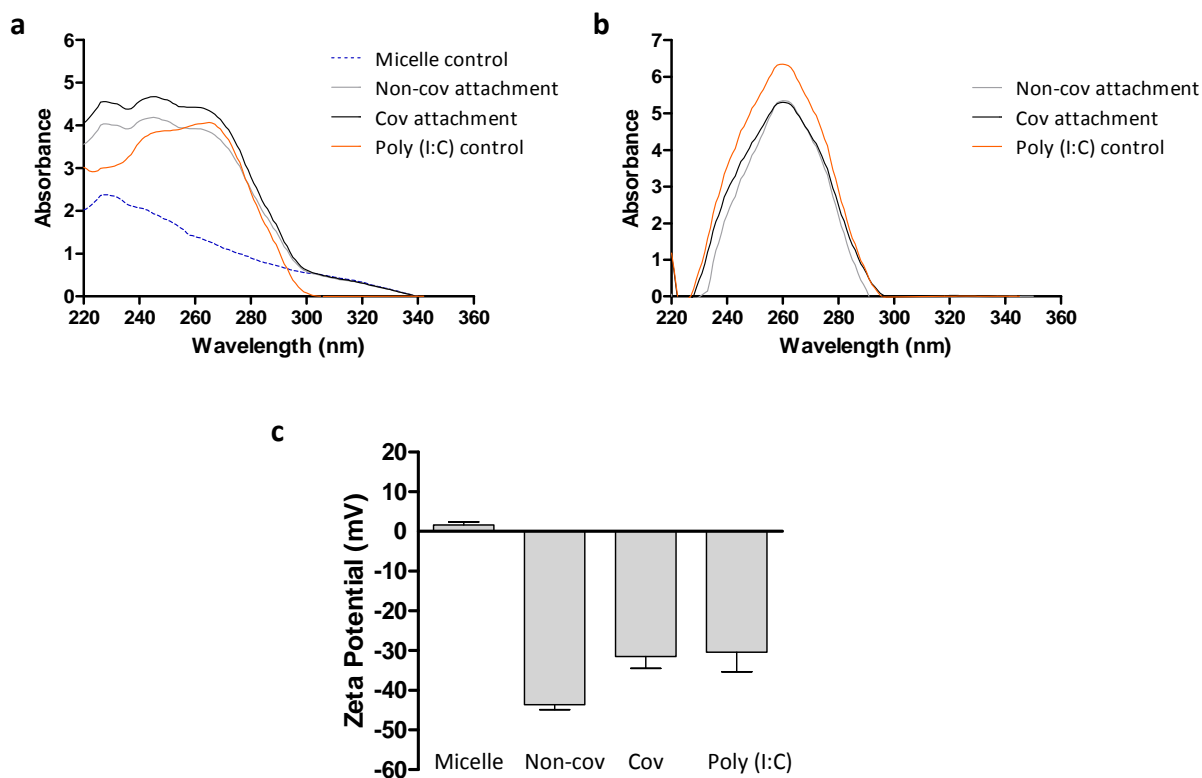 a
6
5
4
3
2
1
0
Absorbance
220 240 260 280 300 320 340 360
Wavelength (nm)
Micelle control
Non-cov attachment
Cov attachment
Poly (I:C) control
b
7
6
5
4
3
2
1
0
Absorbance
220 240 260 280 300 320 340 360
Wavelength (nm)
Non-cov attachment
Cov attachment
Poly (I:C) control
c
20
10
0
-10
-20
-30
-40
-50
-60
Zeta Potential (mV)
Micelle Non-cov Cov Poly (I:C)